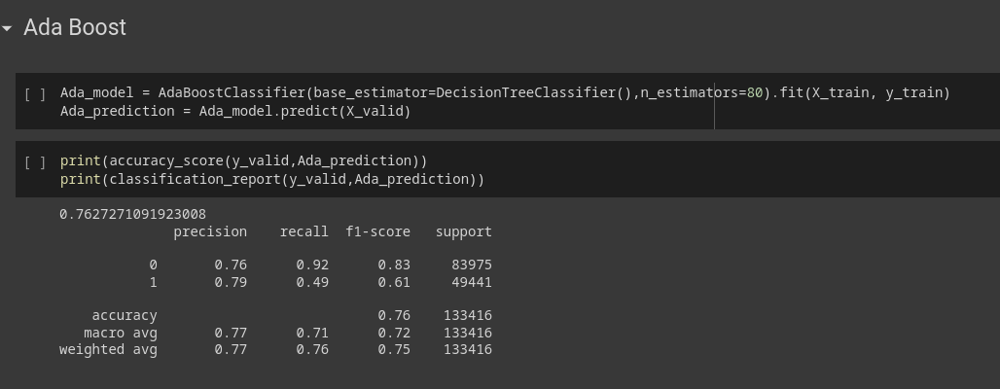 Ada Boost
[ ] Ada_model = AdaBoostClassifier(base_estimator=DecisionTreeClassifier(),n_estimators=80).fit(X_train, y_train)
Ada_prediction = Ada_model.predict(X_valid)
[ ] print(accuracy_score(y_valid,Ada_prediction))
print(classification_report(y_valid,Ada_prediction))
0.7627271091923008
precision recall f1-score support
0 0.76 0.92 0.83 83975
1 0.79 0.49 0.61 49441
accuracy 0.76 133416
macro avg 0.77 0.71 0.72 133416
weighted avg 0.77 0.76 0.75 133416